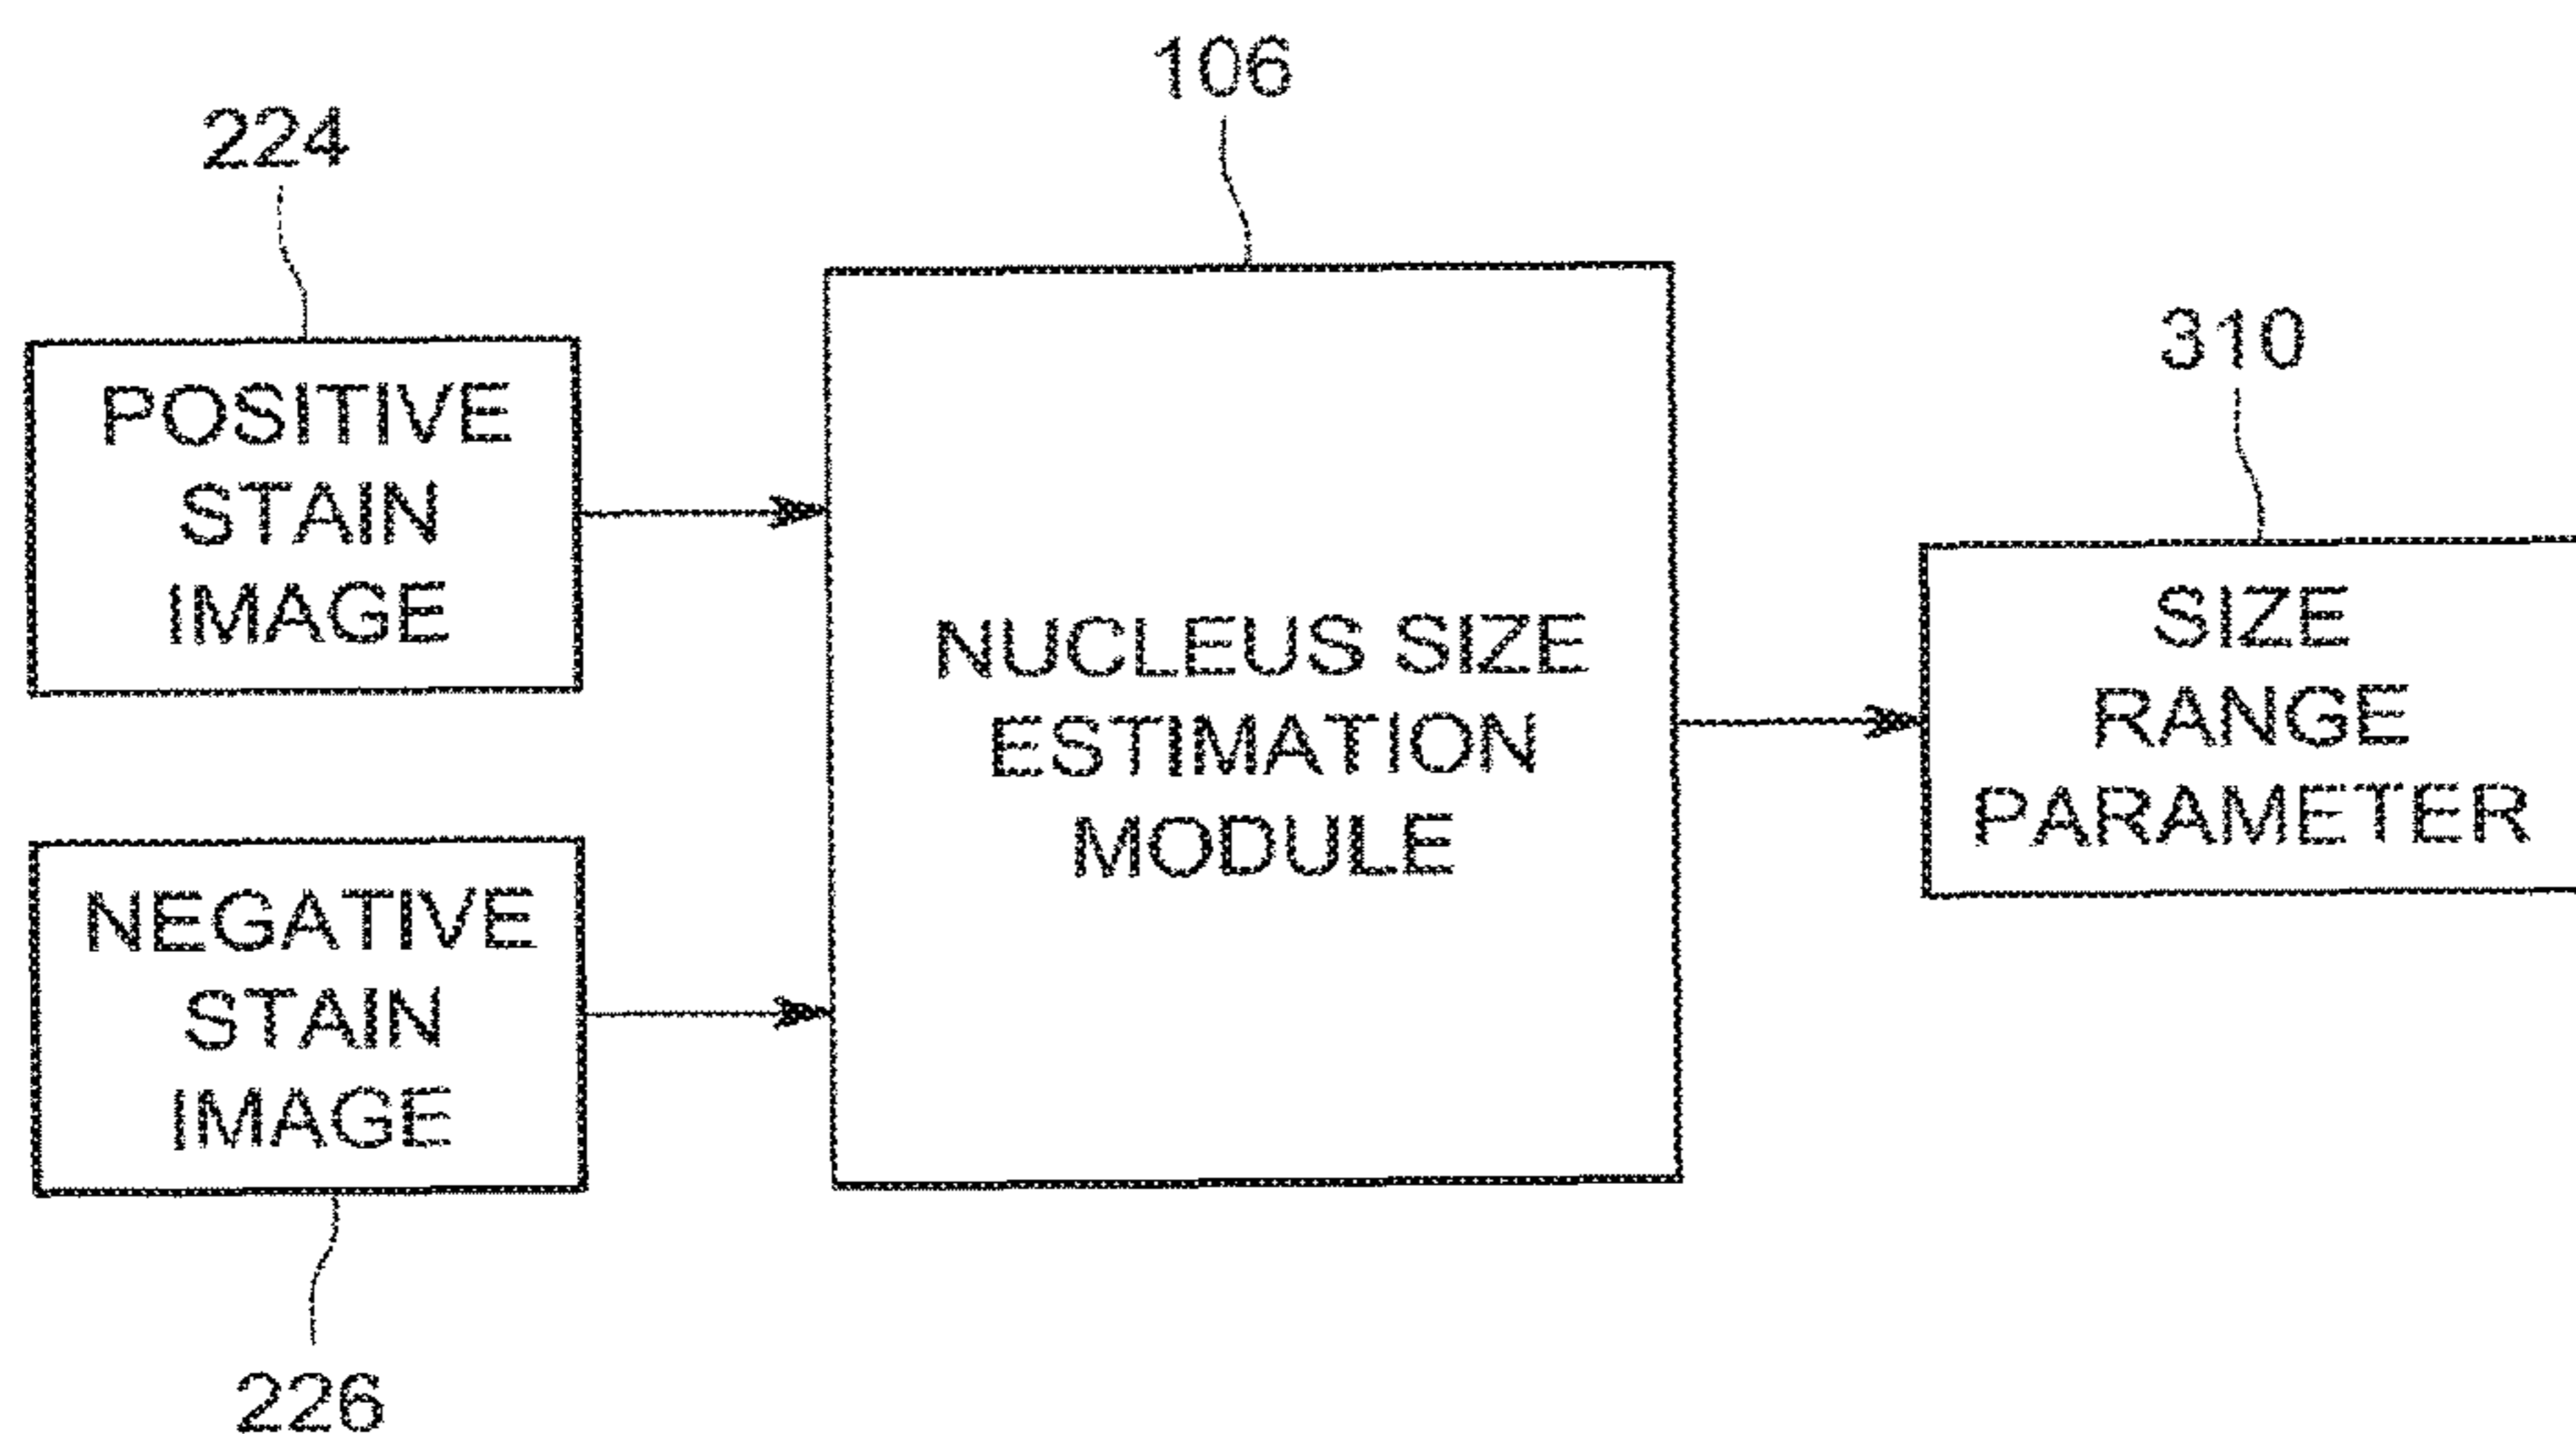 106
224
310
POSITIVE
STAIN
IMAGE
NUCLEUS SIZE
ESTIMATION
MODULE
SIZE
RANGE
PARAMETER
NEGATIVE
STAIN
IMAGE
226